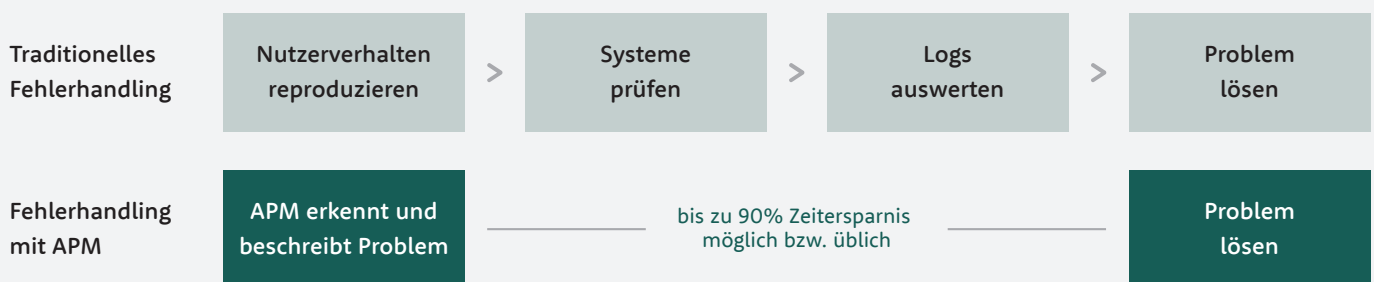 Traditionelles
Fehlerhandling
Nutzerverhalten
reproduzieren
>
Systeme
prüfen
>
Logs
auswerten
>
Problem
lösen
Fehlerhandling
mit APM
APM erkennt und
beschreibt Problem
bis zu 90% Zeitersparnis
möglich bzw. üblich
Problem
lösen